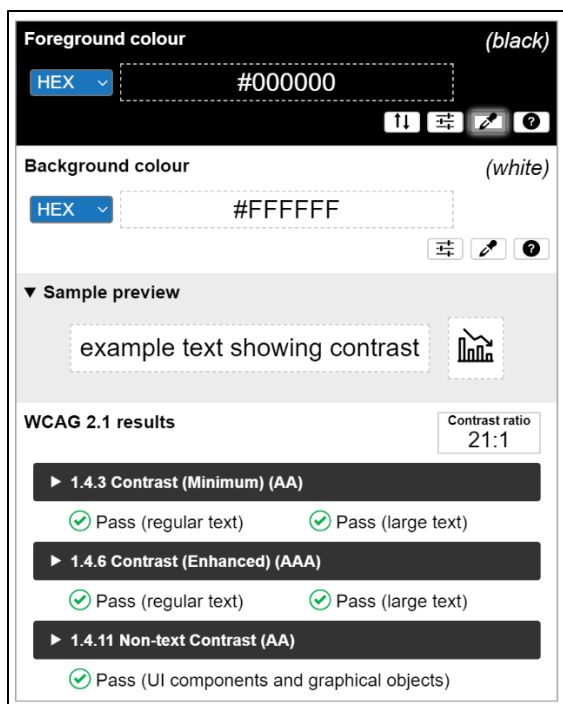 Foreground colour (black)
HEX #000000
?
Background colour (white)
HEX #FFFFFF
?
▼ Sample preview
example text showing contrast
WCAG 2.1 results
Contrast ratio
21:1
▶ 1.4.3 Contrast (Minimum) (AA)
Pass (regular text) Pass (large text)
▶ 1.4.6 Contrast (Enhanced) (AAA)
Pass (regular text) Pass (large text)
▶ 1.4.11 Non-text Contrast (AA)
Pass (UI components and graphical objects)